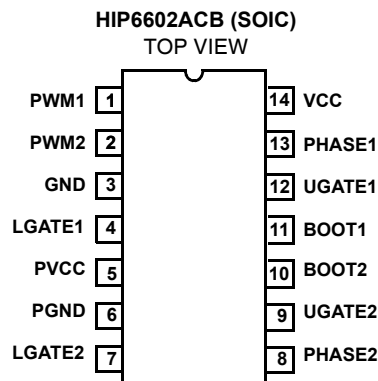 HIP6602ACB (SOIC)
TOP VIEW
PWM1 1 14 VCC
PWM2 2 13 PHASE1
GND 3 12 UGATE1
LGATE1 4 11 BOOT1
PVCC 5 10 BOOT2
PGND 6 9 UGATE2
LGATE2 7 8 PHASE2